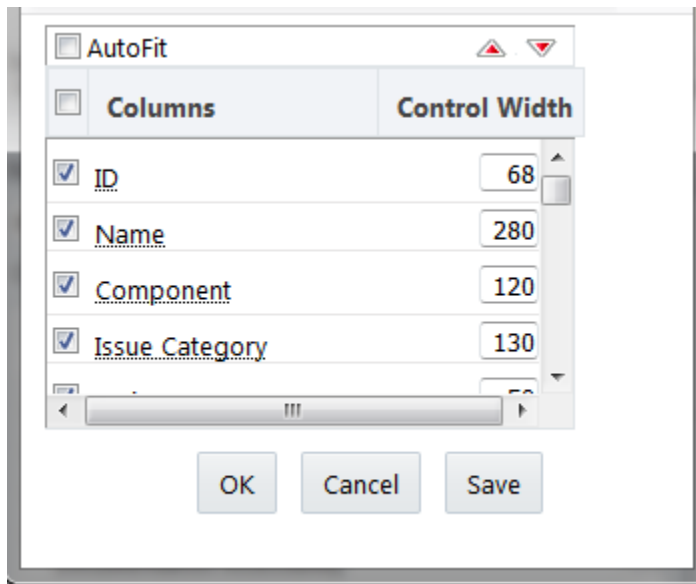 AutoFit
Columns Control Width
ID 68
Name 280
Component 120
Issue Category 130
OK Cancel Save